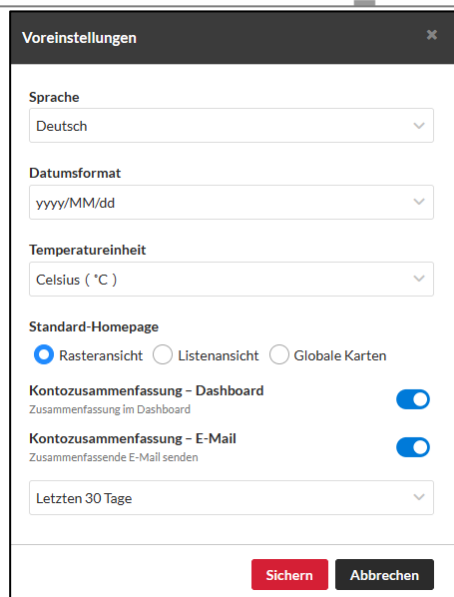 Voreinstellungen
Sprache
Deutsch
Datumsformat
yyyy/MM/dd
Temperatureinheit
Celsius ( °C )
Standard-Homepage
Rasteransicht Listenansicht Globale Karten
Kontozusammenfassung – Dashboard
Zusammenfassung im Dashboard
Kontozusammenfassung – E-Mail
Zusammenfassende E-Mail senden
Letzten 30 Tage
Sichern Abbrechen